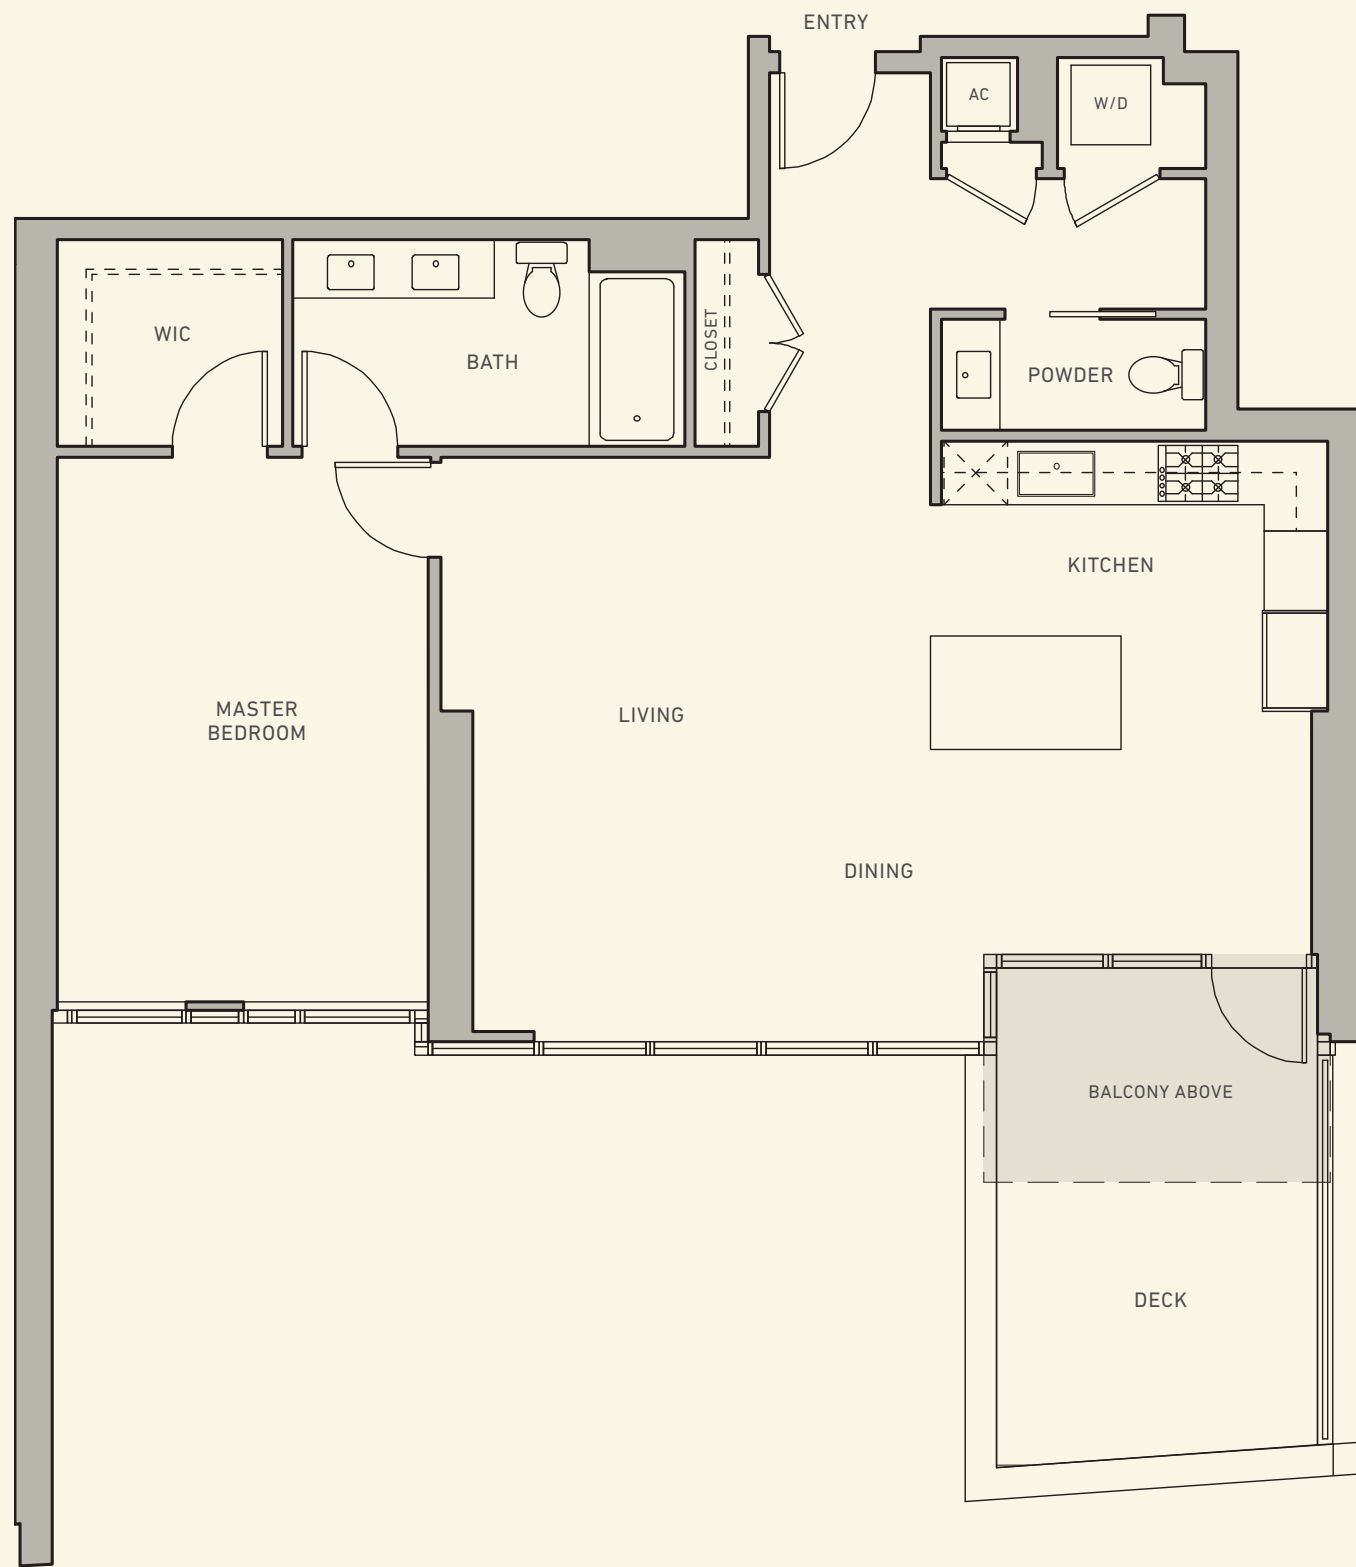 ENTRY
AC
W/D
WIC
BATH
CLOSET
POWDER
KITCHEN
MASTER
BEDROOM
LIVING
DINING
BALCONY ABOVE
DECK